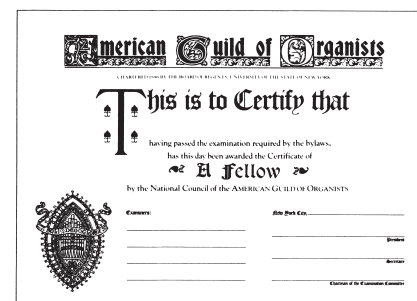 American Guild of Organists
CHARTERED 1896 BY THE BOARD OF REGENTS, UNIVERSITY OF THE STATE OF NEW YORK
This is to Certify that
having passed the examination required by the bylaws,
has this day been awarded the Certificate of
A Fellow
by the National Council of the AMERICAN GUILD OF ORGANISTS
Examiners:
New York City,
President
Secretary
Chairman of the Examination Committee